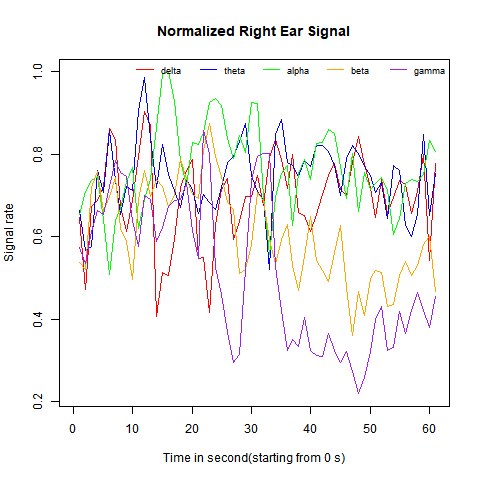 Normalized Right Ear Signal
delta theta alpha beta gamma
1.0
0.8
0.6
0.4
0.2
Signal rate
0 10 20 30 40 50 60
Time in second(starting from 0 s)